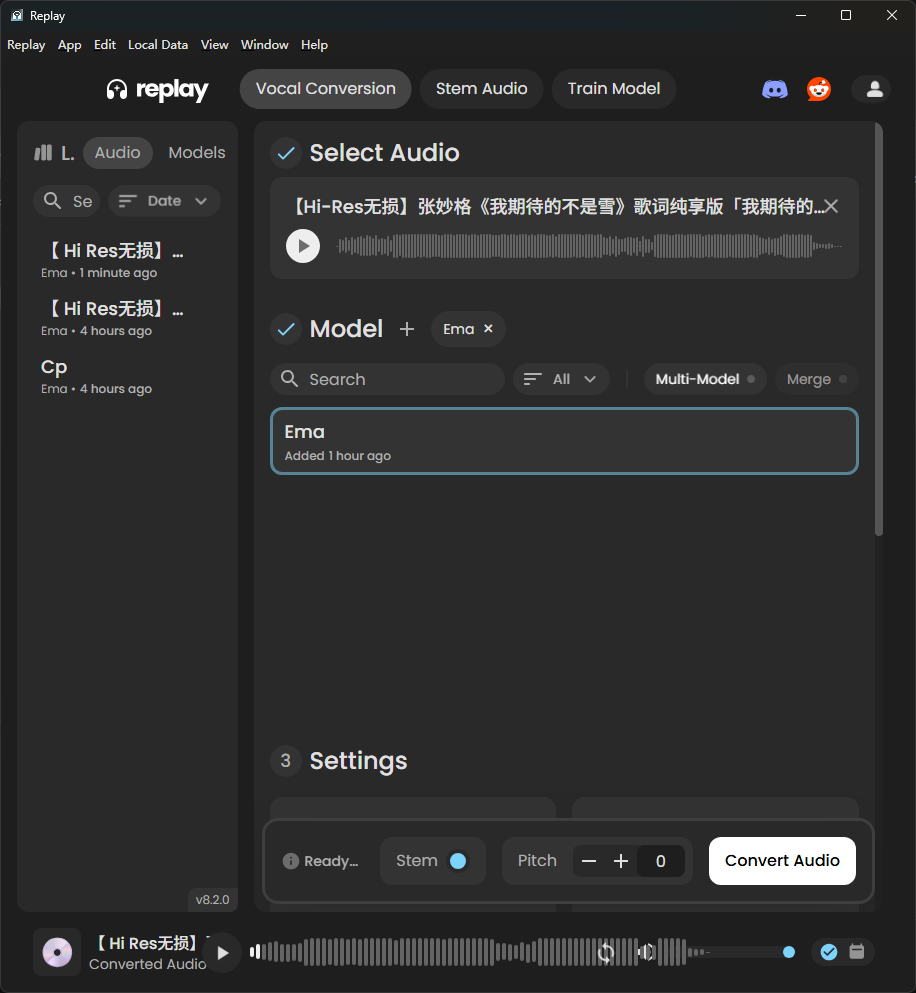 Replay
Replay App Edit Local Data View Window Help
replay Vocal Conversion Stem Audio Train Model
L. Audio Models
Se Date
【 Hi Res无损】...
Ema • 1 minute ago
【 Hi Res无损】...
Ema • 4 hours ago
Cp
Ema • 4 hours ago
v8.2.0
Select Audio
【Hi-Res无损】张妙格《我期待的不是雪》歌词纯享版「我期待的...
Model + Ema ×
Search All Multi-Model Merge
Ema
Added 1 hour ago
3 Settings
Ready... Stem Pitch − + 0 Convert Audio
【 Hi Res无损】
Converted Audio